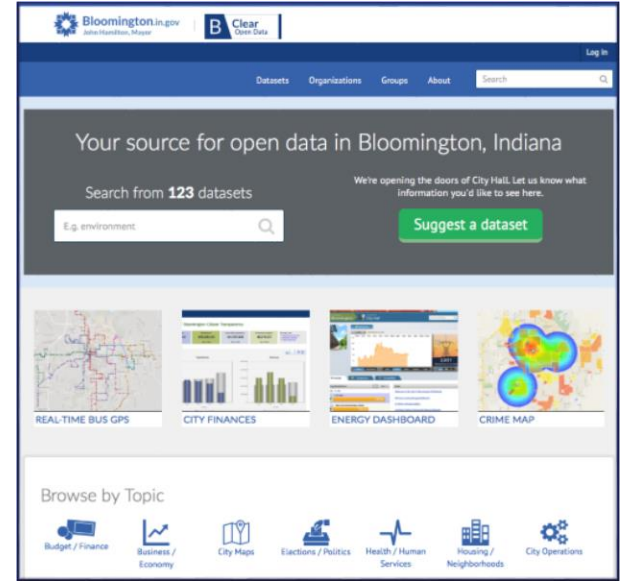 Bloomington.in.gov
John Hamilton, Mayor
B Clear
Open Data
Log in
Datasets Organizations Groups About Search
Your source for open data in Bloomington, Indiana
Search from 123 datasets
E.g. environment
We're opening the doors of City Hall. Let us know what
information you'd like to see here.
Suggest a dataset
REAL-TIME BUS GPS
CITY FINANCES
ENERGY DASHBOARD
CRIME MAP
Browse by Topic
Budget / Finance
Business /
Economy
City Maps
Elections / Politics
Health / Human
Services
Housing /
Neighborhoods
City Operations